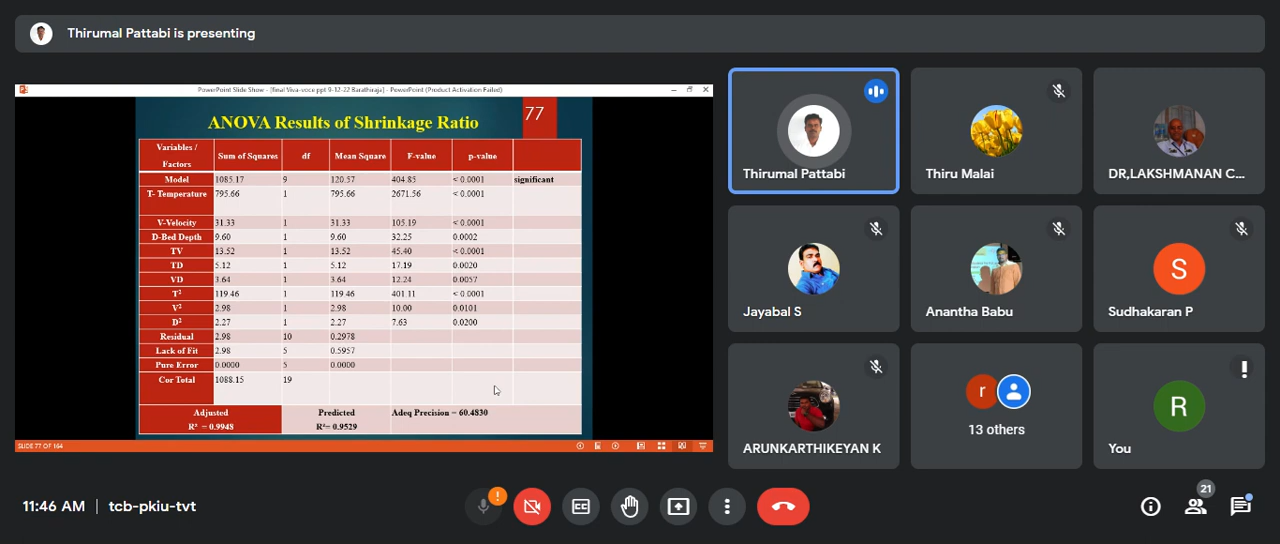 Thirumal Pattabi is presenting
PowerPoint Slide Show - [final Viva-voce.ppt 9-12-22 Barathiraja] - PowerPoint (Product Activation Failed)
77
ANOVA Results of Shrinkage Ratio
Variables / Factors Sum of Squares df Mean Square F-value p-value
Model 1085.17 9 120.57 404.85 < 0.0001 significant
T- Temperature 795.66 1 795.66 2671.56 < 0.0001
V-Velocity 31.33 1 31.33 105.19 < 0.0001
D-Bed Depth 9.60 1 9.60 32.25 0.0002
TV 13.52 1 13.52 45.40 < 0.0001
TD 5.12 1 5.12 17.19 0.0020
VD 3.64 1 3.64 12.24 0.0057
T² 119.46 1 119.46 401.11 < 0.0001
V² 2.98 1 2.98 10.00 0.0101
D² 2.27 1 2.27 7.63 0.0200
Residual 2.98 10 0.2978
Lack of Fit 2.98 5 0.5957
Pure Error 0.0000 5 0.0000
Cor Total 1088.15 19
Adjusted R² = 0.9948 Predicted R²= 0.9529 Adeq Precision = 60.4830
SLIDE 77 OF 164
Thirumal Pattabi
Thiru Malai
DR,LAKSHMANAN C...
Jayabal S
Anantha Babu
S
Sudhakaran P
ARUNKARTHIKEYAN K
r
13 others
R
You
11:46 AM | tcb-pkiu-tvt
CC
21